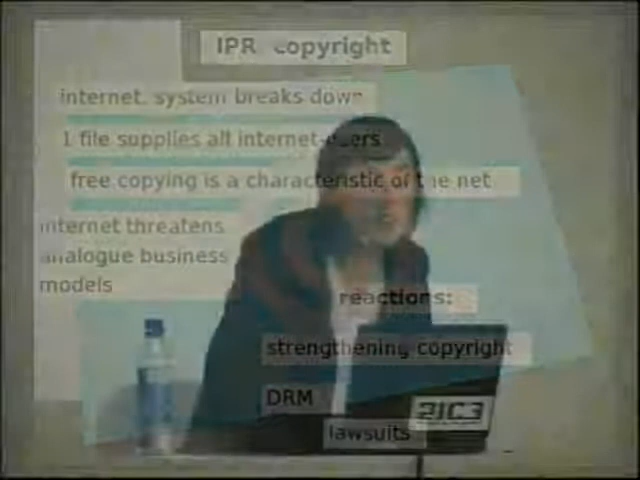 IPR copyright
internet. system breaks down
1 file supplies all internet-users
free copying is a characteristic of the net
internet threatens
analogue business
models
reactions:
strengthening copyright
DRM
21C3
lawsuits